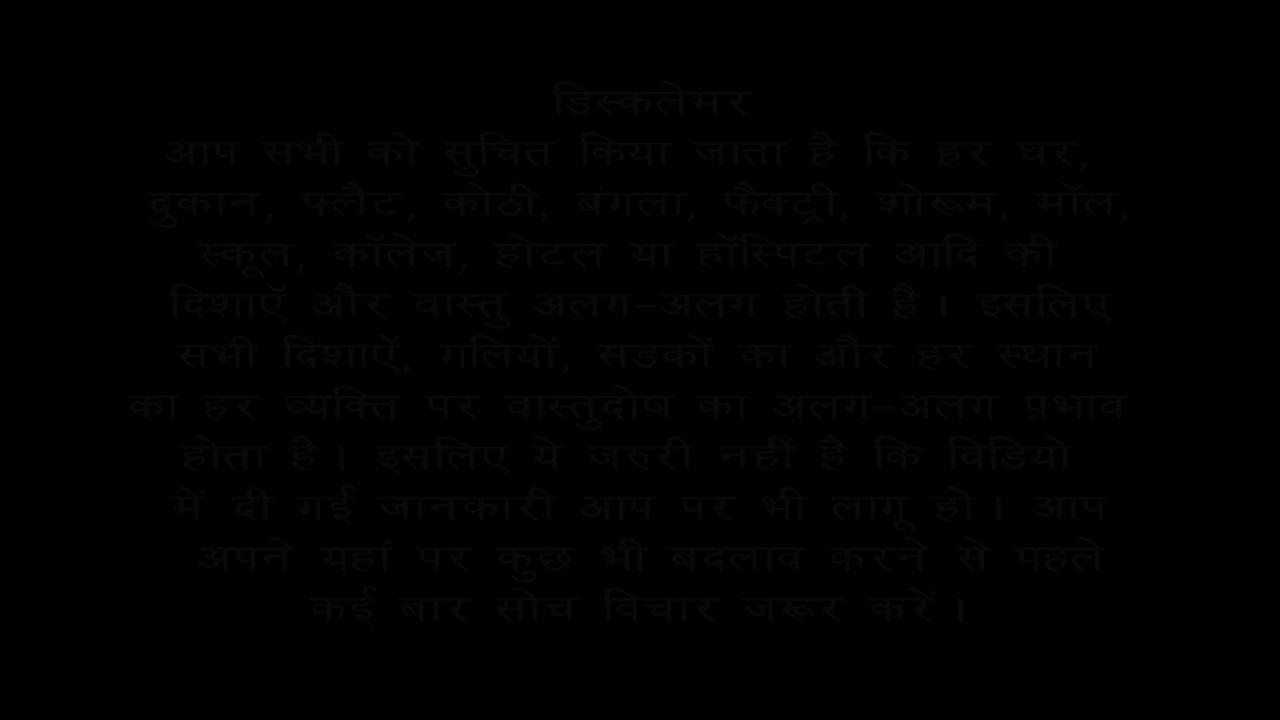 डिस्कलेमर
आप सभी को सुचित किया जाता है कि हर घर,
दुकान, फ्लैट, कोठी, बंगला, फैक्ट्री, शोरूम, मॉल,
स्कूल, कॉलेज, होटल या हॉस्पिटल आदि की
दिशाऍ और वास्तु अलग-अलग होती है। इसलिए
सभी दिशाऍ, गलियों, सडकों का और हर स्थान
का हर व्यक्ति पर वास्तुदोष का अलग-अलग प्रभाव
होता है। इसलिए ये जरुरी नहीं है कि विडियो
में दी गई जानकारी आप पर भी लागू हो। आप
अपने यहां पर कुछ भी बदलाव करने से पहले
कई बार सोच विचार जरूर करें।